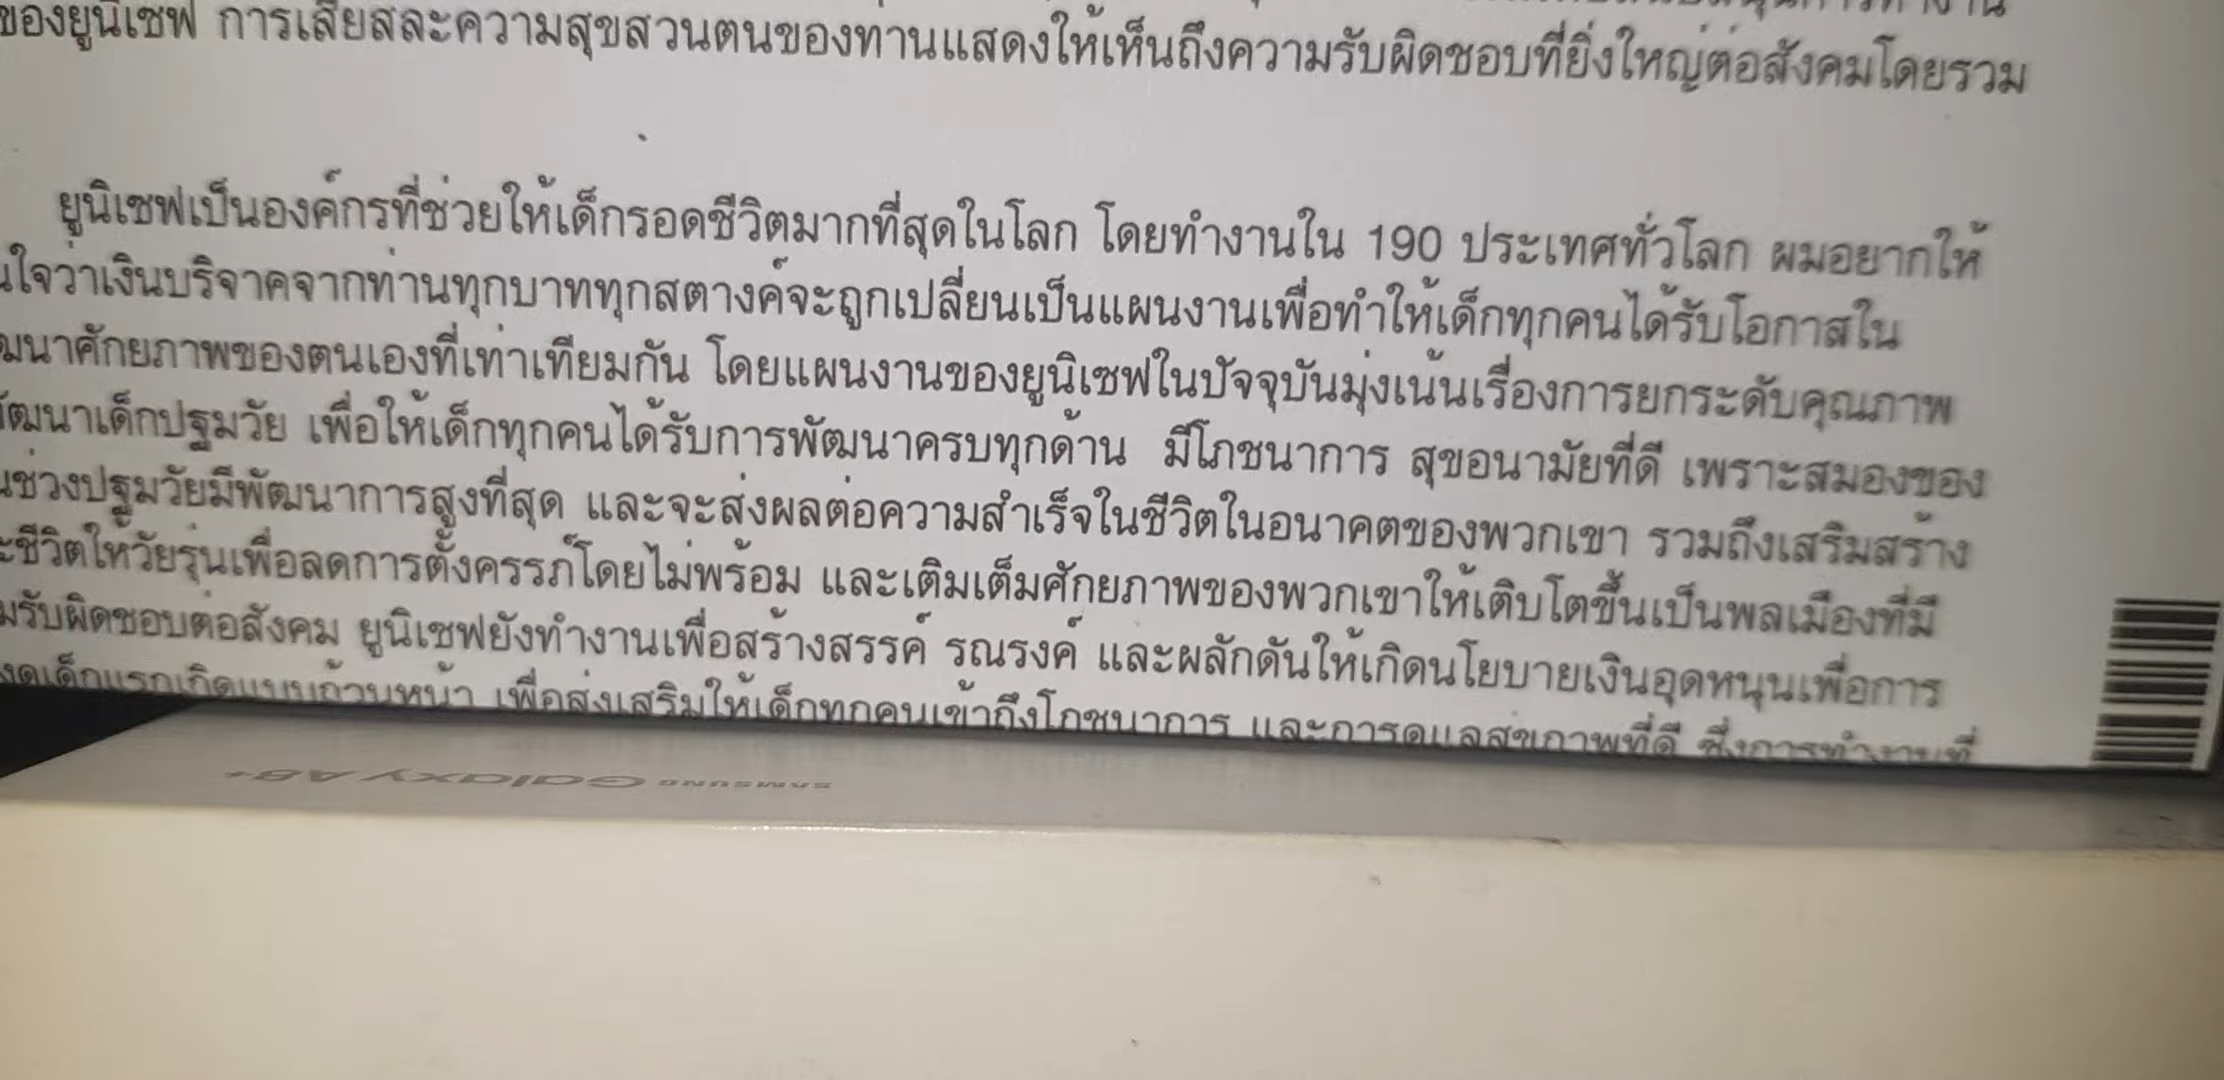 ของยูนิเซฟ การเสียสละความสุขส่วนตนของท่านแสดงให้เห็นถึงความรับผิดชอบที่ยิ่งใหญ่ต่อสังคมโดยรวม
ยูนิเซฟเป็นองค์กรที่ช่วยให้เด็กรอดชีวิตมากที่สุดในโลก โดยทำงานใน 190 ประเทศทั่วโลก ผมอยากให้
ใจว่าเงินบริจาคจากท่านทุกบาททุกสตางค์จะถูกเปลี่ยนเป็นแผนงานเพื่อทำให้เด็กทุกคนได้รับโอกาสใน
นาศักยภาพของตนเองที่เท่าเทียมกัน โดยแผนงานของยูนิเซฟในปัจจุบันมุ่งเน้นเรื่องการยกระดับคุณภาพ
ัฒนาเด็กปฐมวัย เพื่อให้เด็กทุกคนได้รับการพัฒนาครบทุกด้าน มีโภชนาการ สุขอนามัยที่ดี เพราะสมองของ
ช่วงปฐมวัยมีพัฒนาการสูงที่สุด และจะส่งผลต่อความสำเร็จในชีวิตในอนาคตของพวกเขา รวมถึงเสริมสร้าง
ะชีวิตให้วัยรุ่นเพื่อลดการตั้งครรภ์โดยไม่พร้อม และเติมเต็มศักยภาพของพวกเขาให้เติบโตขึ้นเป็นพลเมืองที่มี
มรับผิดชอบต่อสังคม ยูนิเซฟยังทำงานเพื่อสร้างสรรค์ รณรงค์ และผลักดันให้เกิดนโยบายเงินอุดหนุนเพื่อการ
งดูเด็กแรกเกิดแบบถ้วนหน้า เพื่อส่งเสริมให้เด็กทุกคนเข้าถึงโภชนาการ และการดูแลสุขภาพที่ดี ซึ่งการทำงานที่
SAMSUNG Galaxy A8+